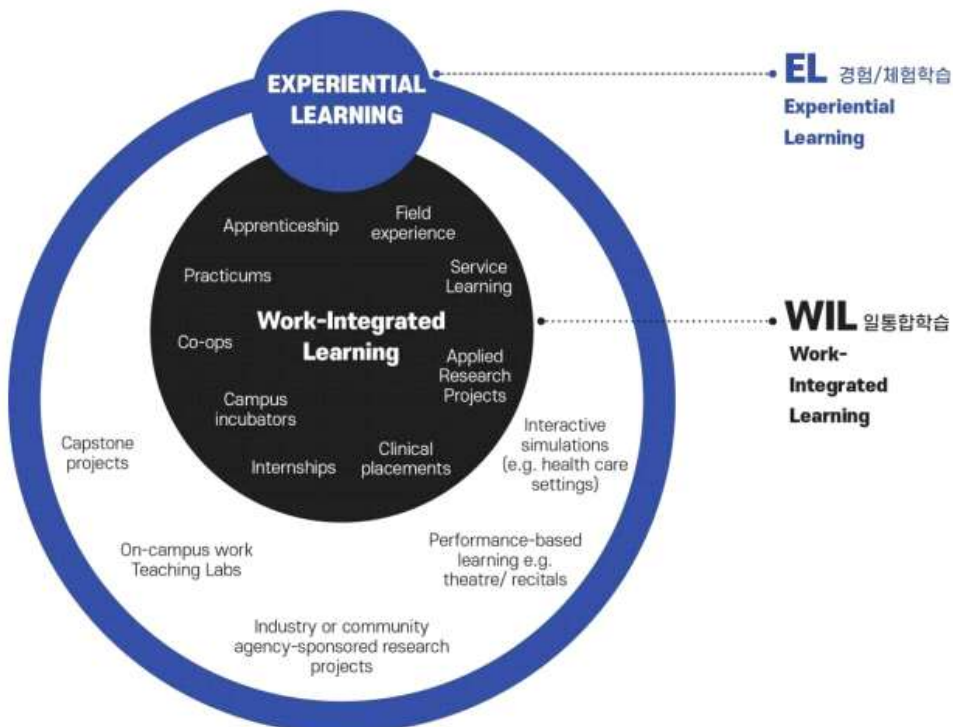 EXPERIENTIAL
LEARNING
EL 경험/체험학습
Experiential
Learning
Apprenticeship
Field
experience
Practicums
Service
Learning
Work-Integrated
Learning
WIL 일통합학습
Work-
Integrated
Learning
Co-ops
Applied
Research
Projects
Campus
incubators
Internships
Clinical
placements
Capstone
projects
Interactive
simulations
(e.g. health care
settings)
On-campus work
Teaching Labs
Performance-based
learning e.g.
theatre/ recitals
Industry or community
agency-sponsored research
projects